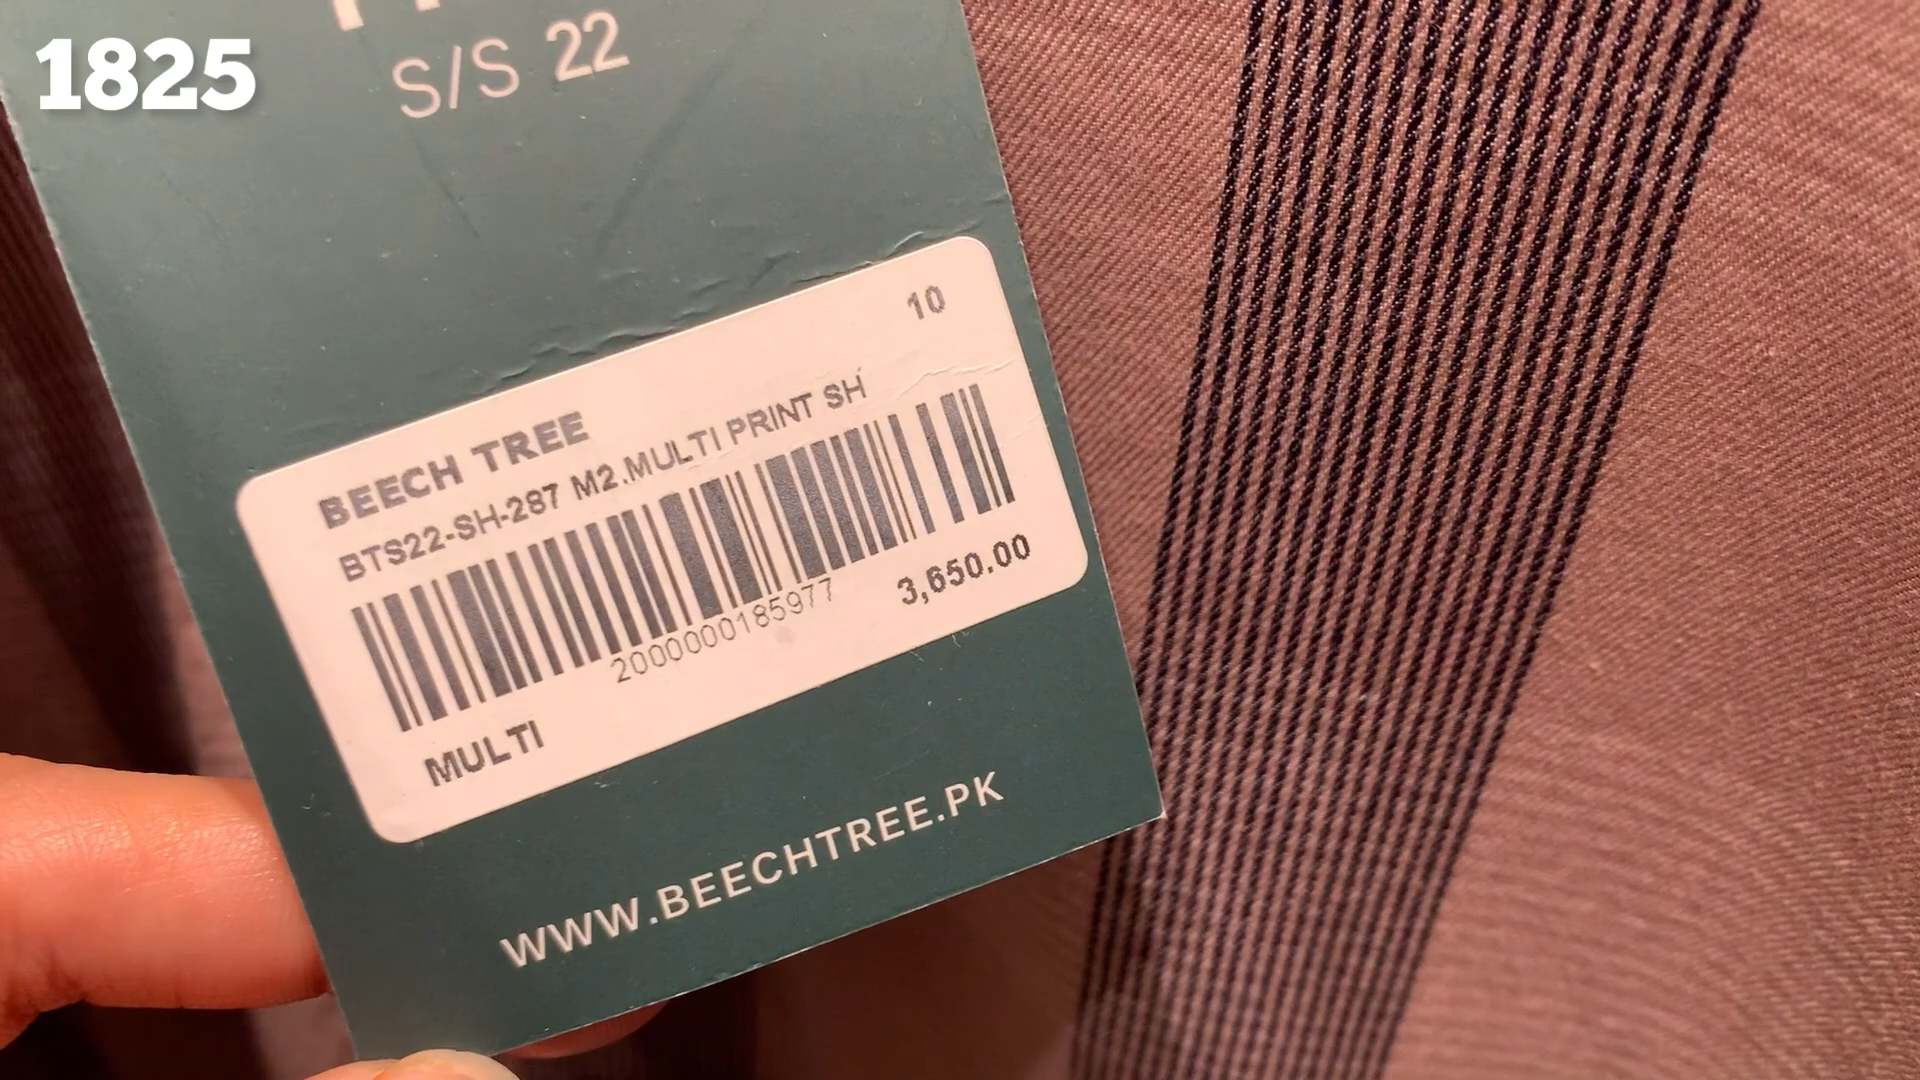 1825
S/S 22
10
BEECH TREE
BTS22-SH-287 M2.MULTI PRINT SH
2000000185977
3,650.00
MULTI
WWW.BEECHTREE.PK